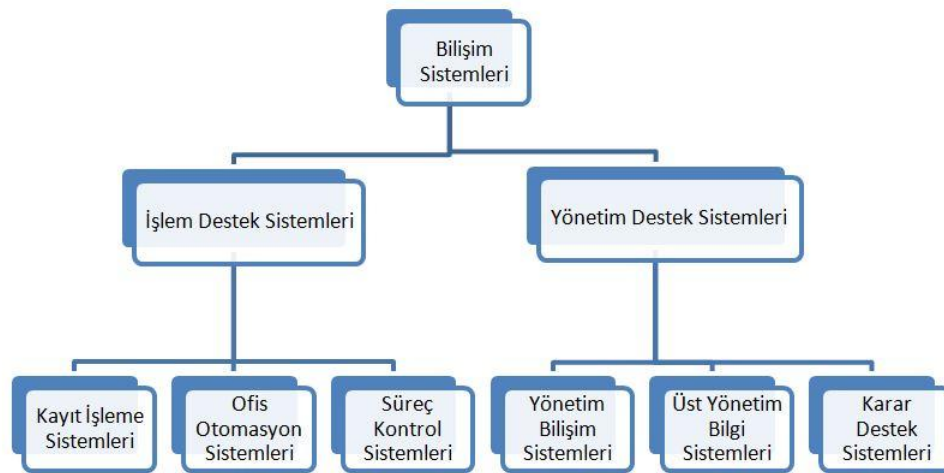 Bilişim
Sistemleri
İşlem Destek Sistemleri
Yönetim Destek Sistemleri
Kayıt İşleme
Sistemleri
Ofis
Otomasyon
Sistemleri
Süreç
Kontrol
Sistemleri
Yönetim
Bilişim
Sistemleri
Üst Yönetim
Bilgi
Sistemleri
Karar
Destek
Sistemleri